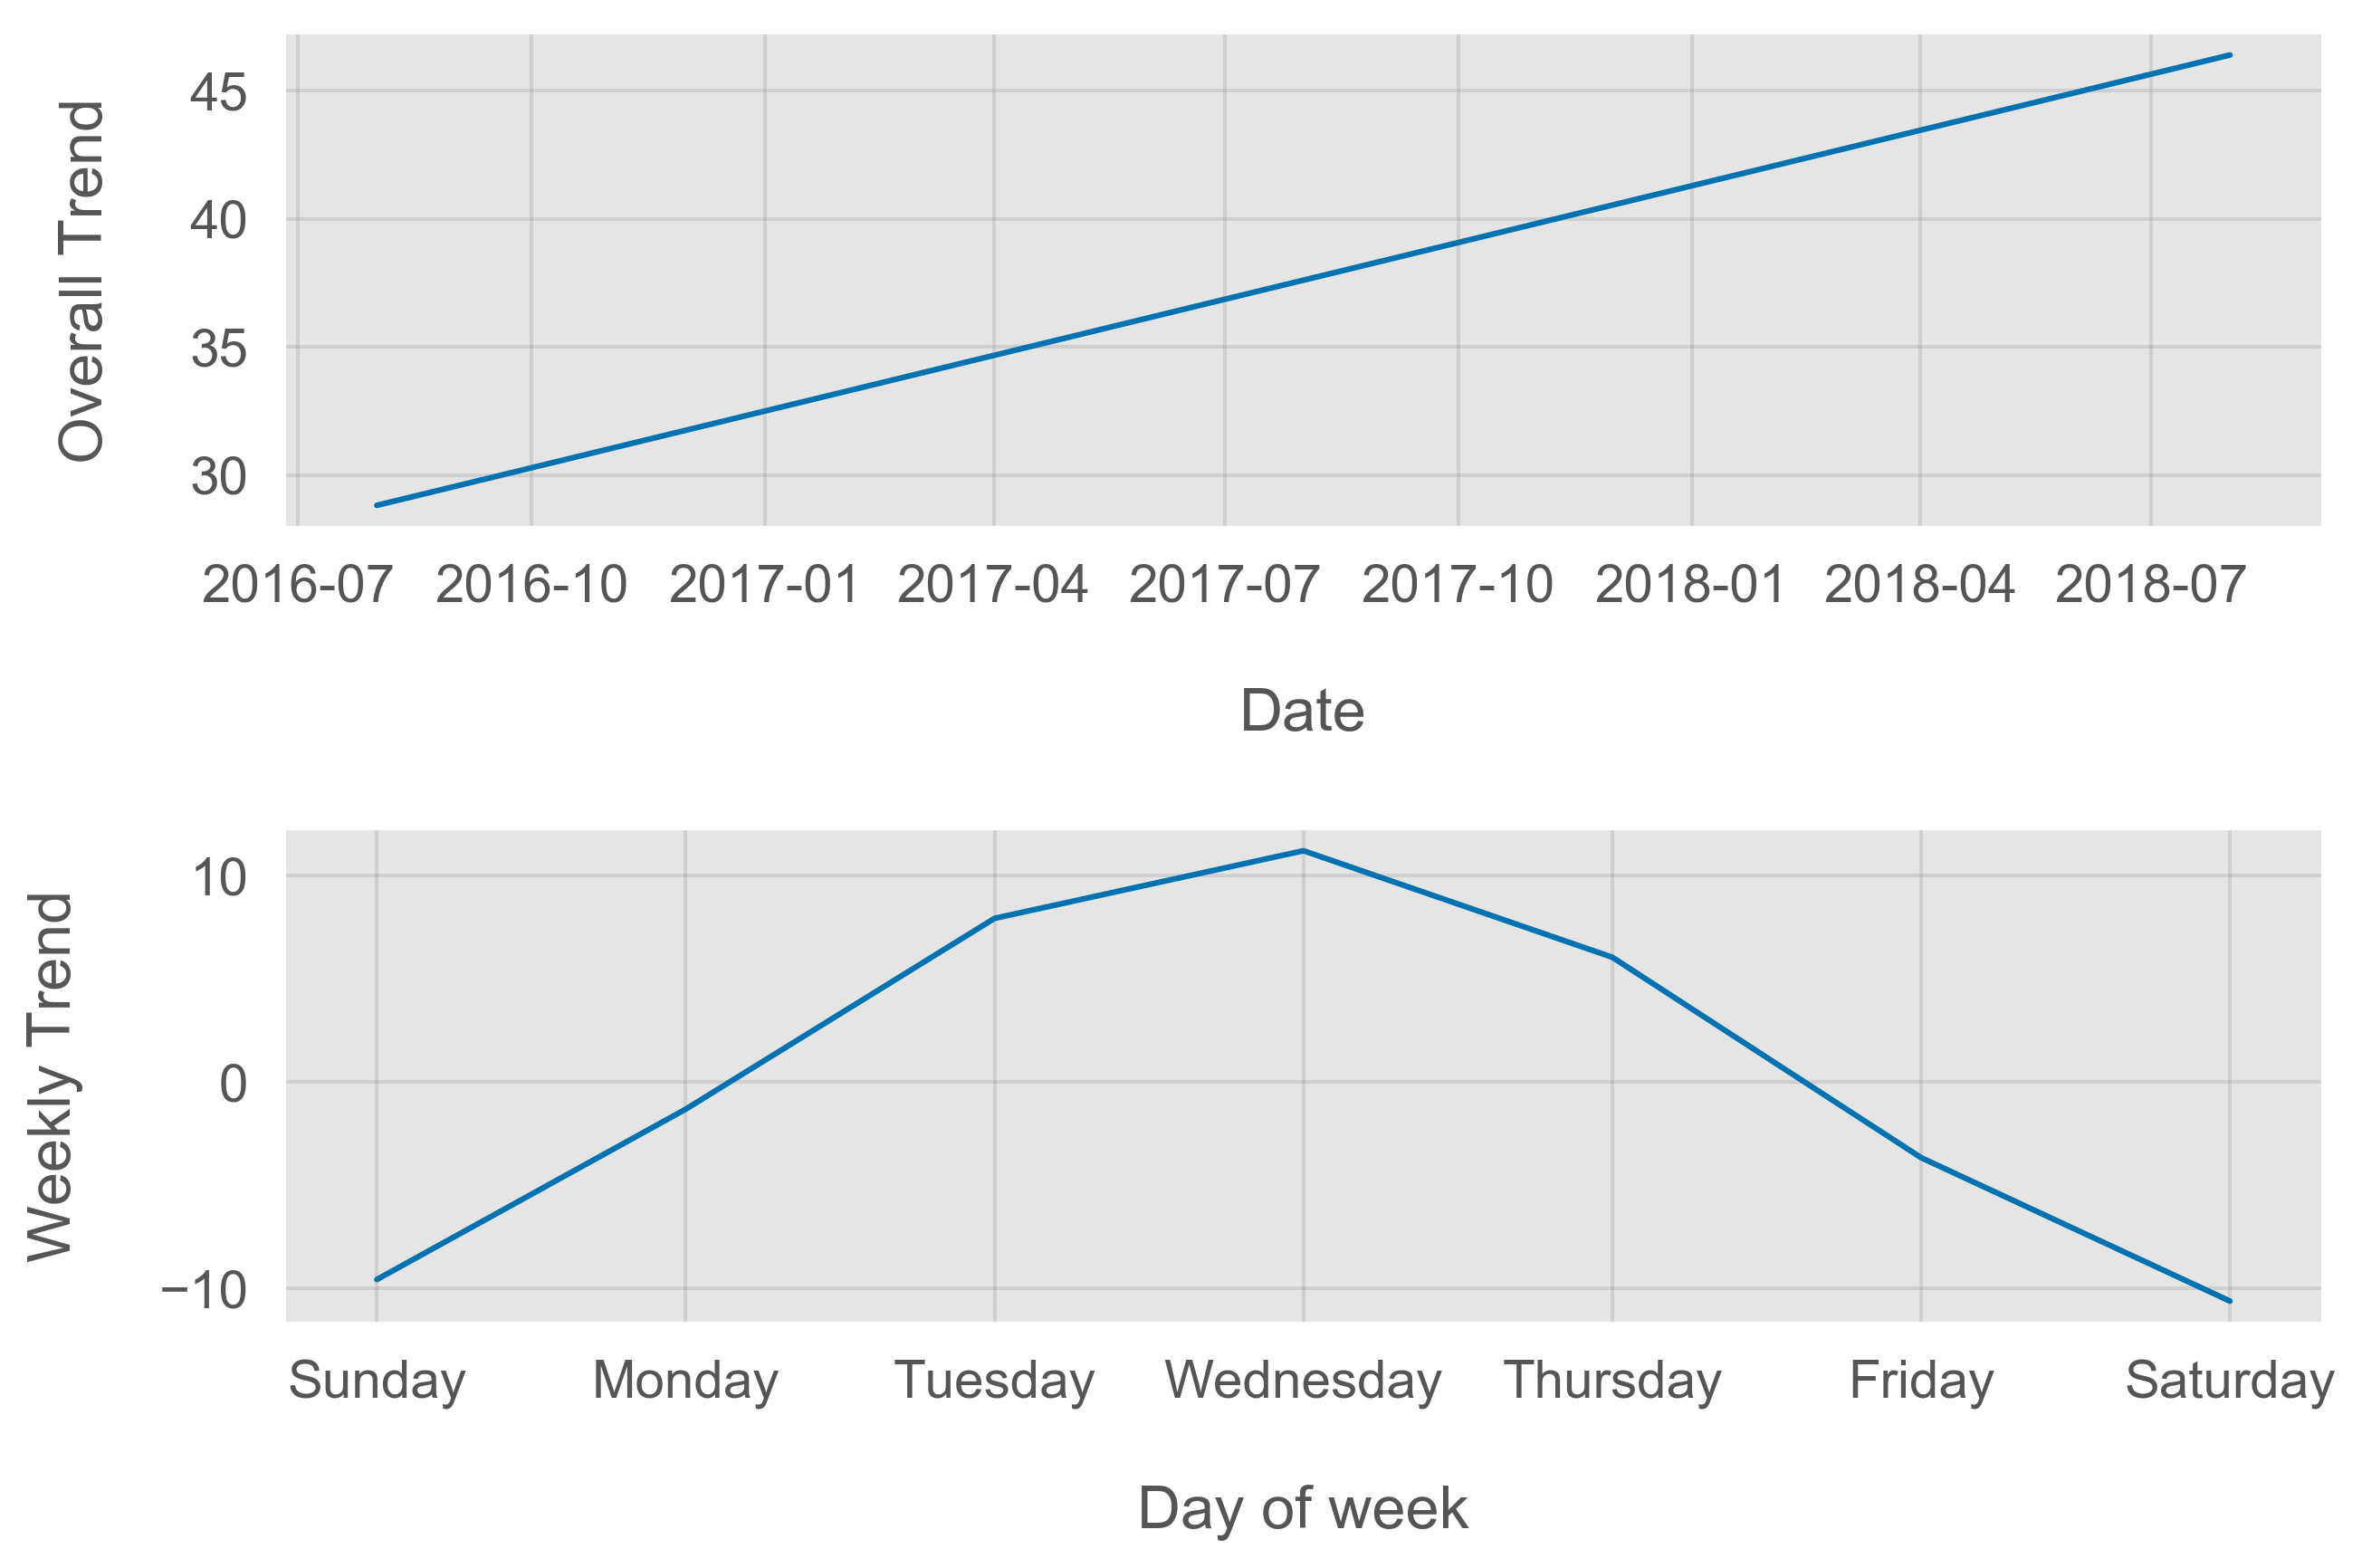 Overall Trend
45
40
35
30
2016-07 2016-10 2017-01 2017-04 2017-07 2017-10 2018-01 2018-04 2018-07
Date
Weekly Trend
10
0
−10
Sunday Monday Tuesday Wednesday Thursday Friday Saturday
Day of week